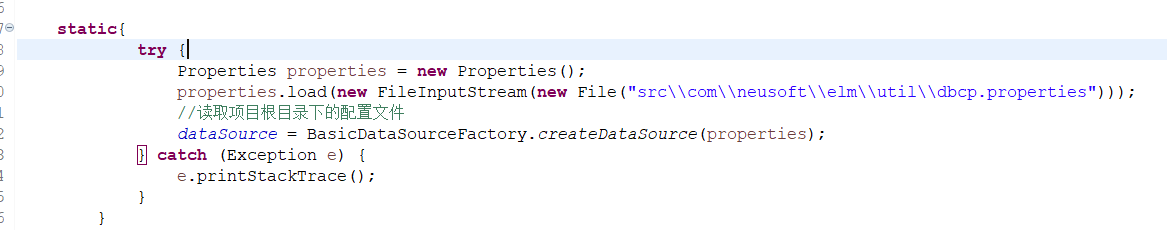 static{
try {
Properties properties = new Properties();
properties.load(new FileInputStream(new File("src\\com\\neusoft\\elm\\util\\dbcp.properties")));
//读取项目根目录下的配置文件
dataSource = BasicDataSourceFactory.createDataSource(properties);
} catch (Exception e) {
e.printStackTrace();
}
}